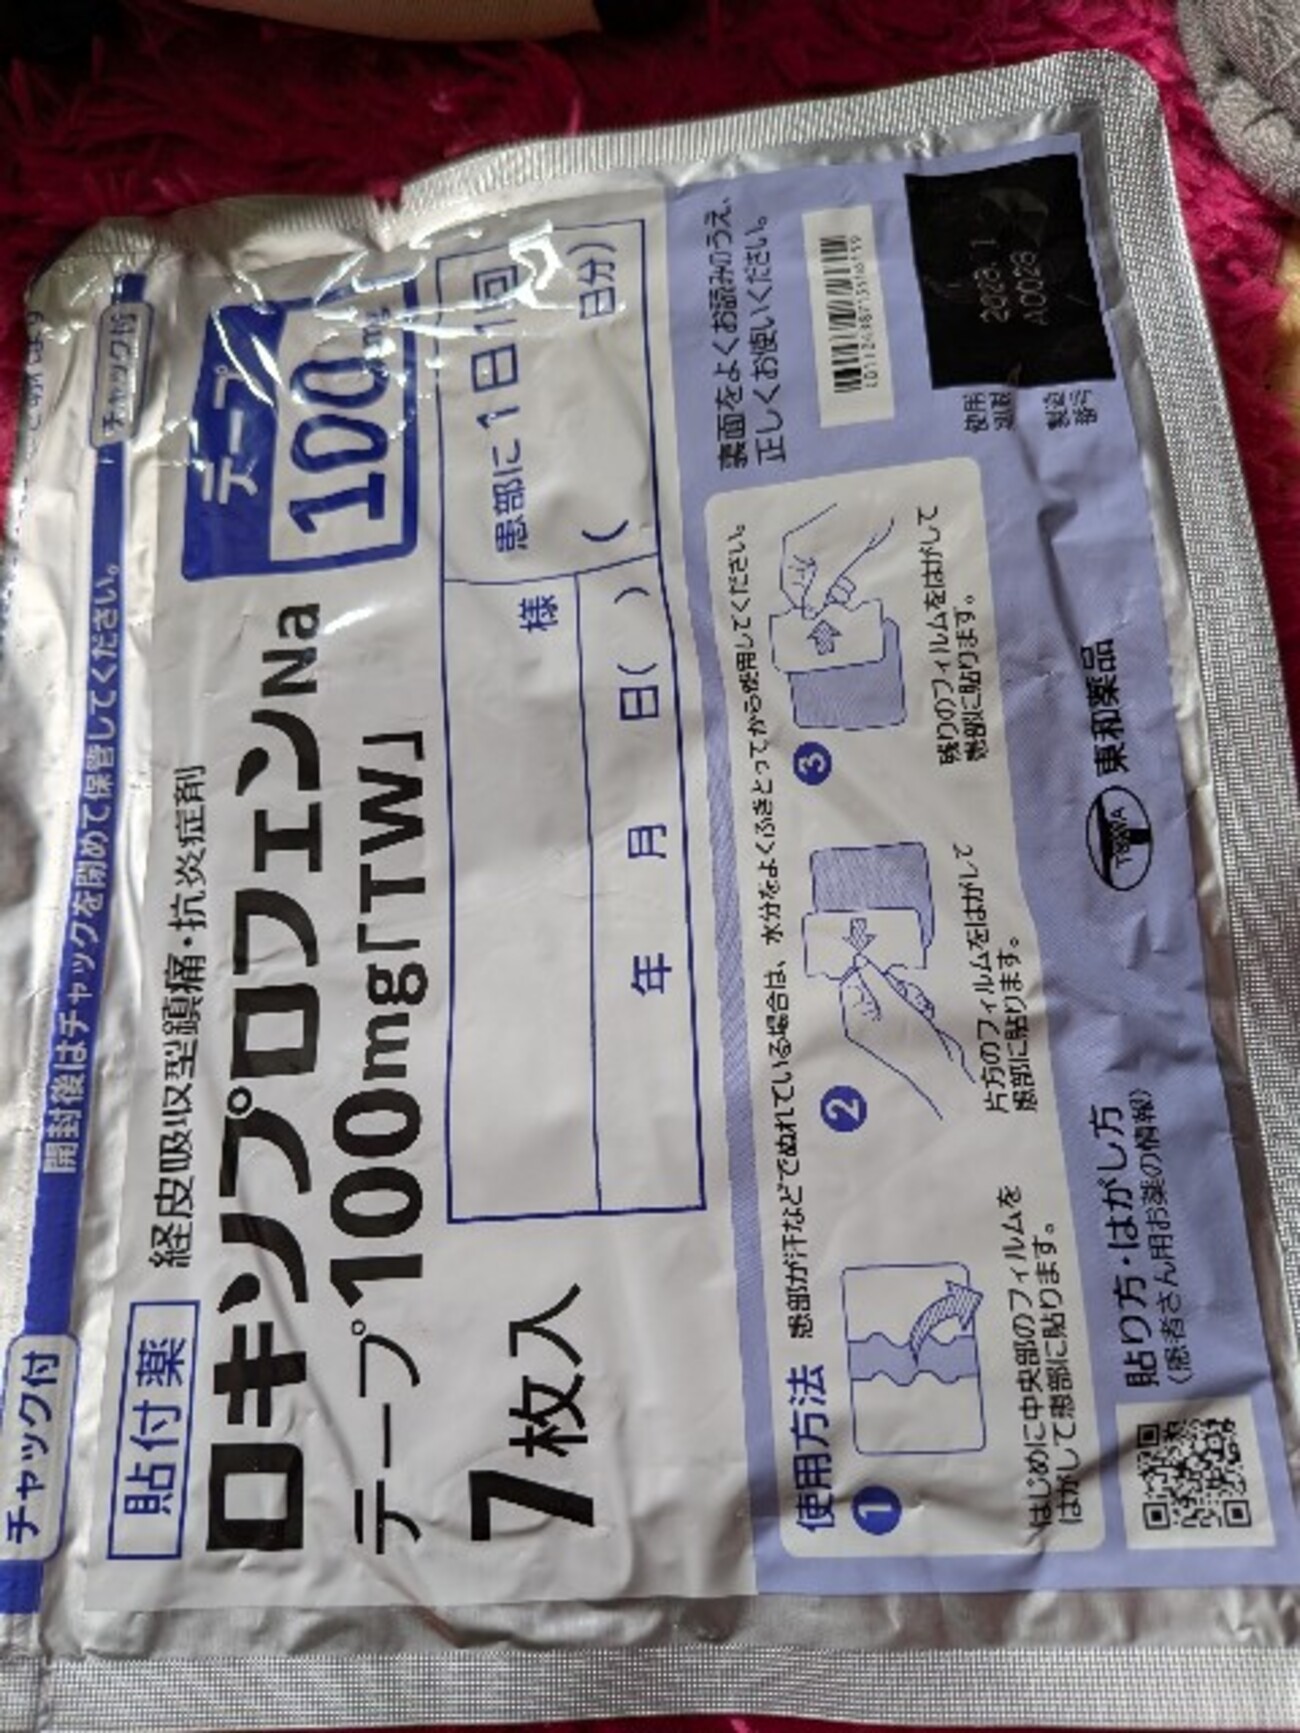 チャック付
開封後はチャックを閉めて保管してください。
チャック付
貼付薬
経皮吸収型鎮痛・抗炎症剤
ロキソプロフェンNa
テープ100mg「TW」
テープ
100mg
7枚入
様
年 月 日( )
患部に1日1回
( 日分)
使用方法
患部が汗などでぬれている場合は、水分をよくふきとってから使用してください。
1
はじめに中央部のフィルムを
はがして患部に貼ります。
2
片方のフィルムをはがして
患部に貼ります。
3
残りのフィルムをはがして
患部に貼ります。
裏面をよくお読みのうえ、
正しくお使いください。
使用
期限
2028.1
製造
番号
A0028
貼り方・はがし方
(患者さん用お薬の情報)
TOWA
東和薬品